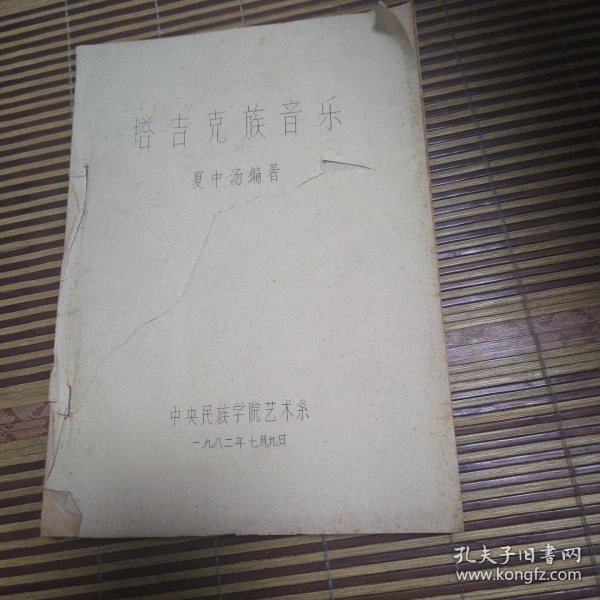 塔吉克族音乐
夏中汤编著
中央民族学院艺术系
一九八二年七月九日
孔夫子旧书网
www.kongfz.com